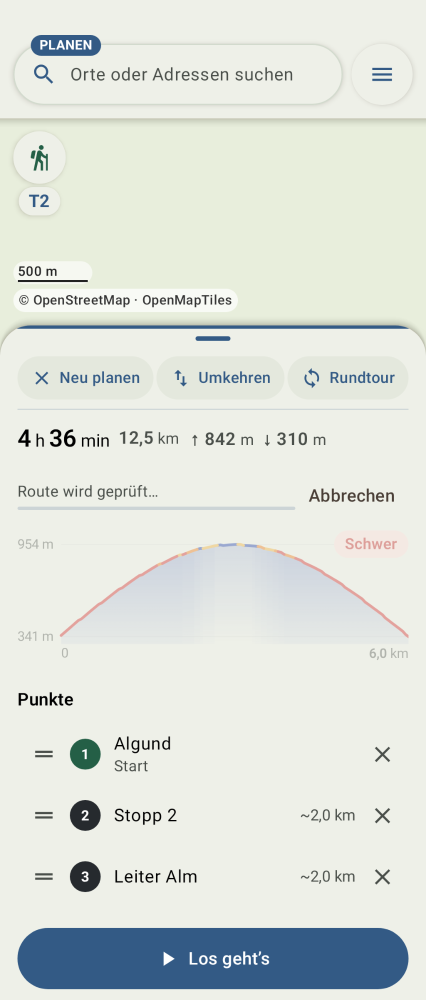 PLANEN
Orte oder Adressen suchen
T2
500 m
© OpenStreetMap · OpenMapTiles
Neu planen Umkehren Rundtour
4 h 36 min 12,5 km ↑ 842 m ↓ 310 m
Route wird geprüft… Abbrechen
954 m Schwer
341 m
0 6,0 km
Punkte
1 Algund
Start
2 Stopp 2 ~2,0 km
3 Leiter Alm ~2,0 km
Los geht's